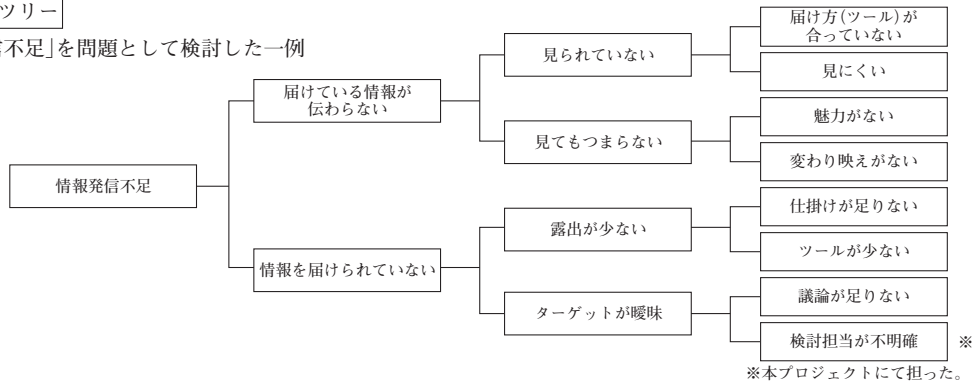 ツリー
不足」を問題として検討した一例
情報発信不足
届けている情報が
伝わらない
情報を届けられていない
見られていない
見てもつまらない
露出が少ない
ターゲットが曖昧
届け方(ツール)が
合っていない
見にくい
魅力がない
変わり映えがない
仕掛けが足りない
ツールが少ない
議論が足りない
検討担当が不明確 ※
※本プロジェクトにて担った。